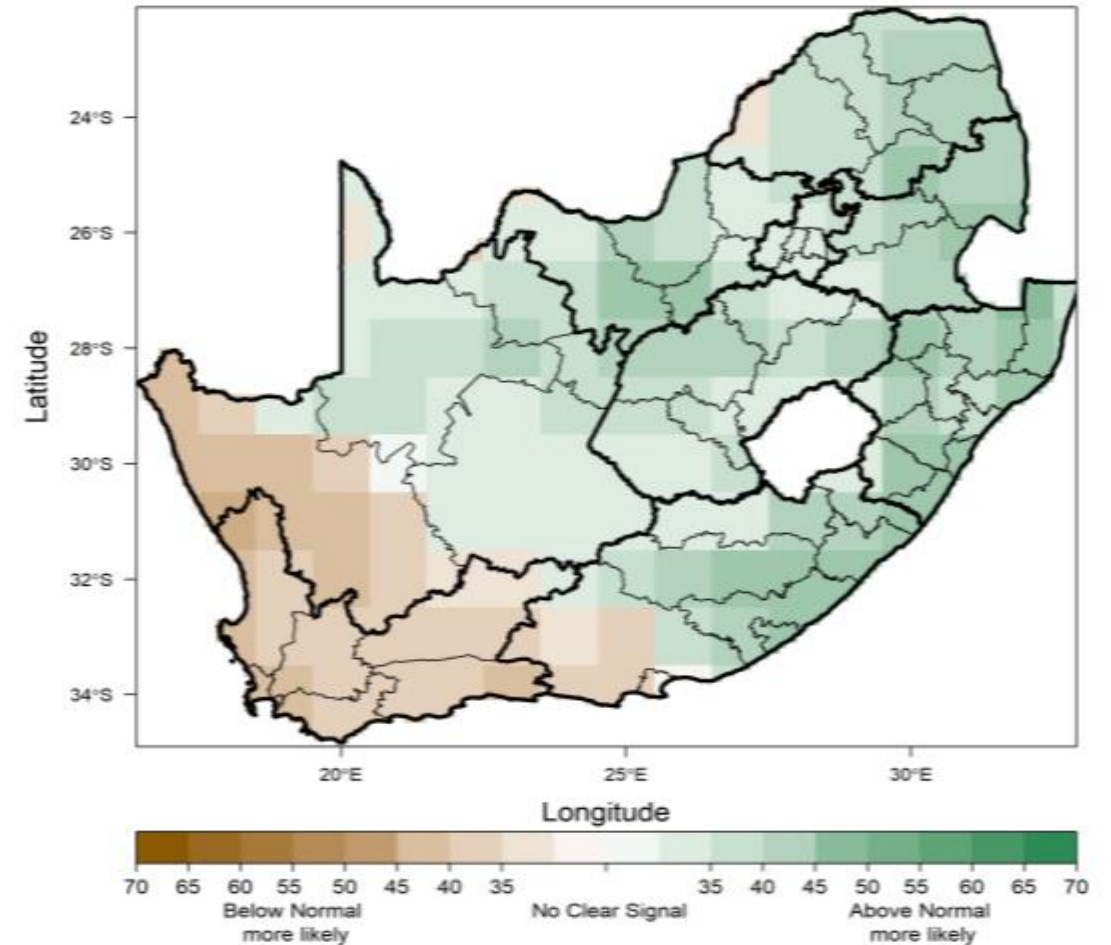 24°S
26°S
28°S
30°S
32°S
34°S
Latitude
20°E
25°E
30°E
Longitude
70 65 60 55 50 45 40 35 35 40 45 50 55 60 65 70
Below Normal No Clear Signal Above Normal
more likely more likely